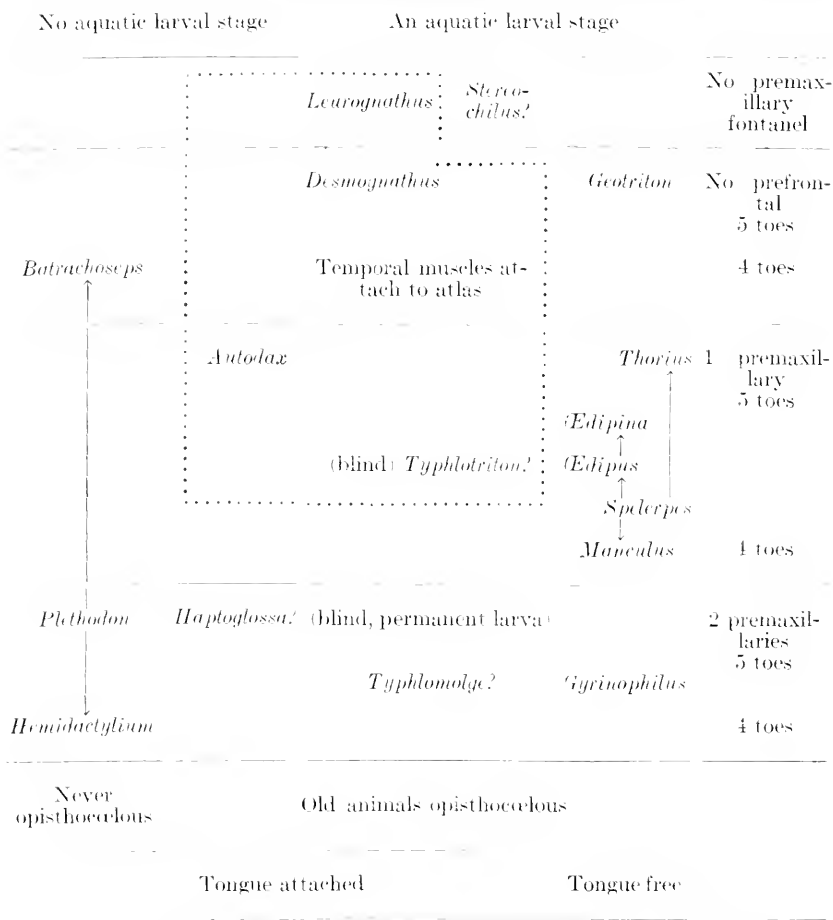 No aquatic larval stage An aquatic larval stage
Leurognathus Stereo- No premax-
chilus? illary
fontanel
Desmognathus Geotriton No prefron-
tal
5 toes
Batrachoseps Temporal muscles at- 4 toes
tach to atlas
Autodax Thorius 1 premaxil-
lary
5 toes
Œdipina
(blind) Typhlotriton? Œdipus
Spelerpes
Manculus 4 toes
Plethodon Haptoglossa? (blind, permanent larva) 2 premaxil-
laries
5 toes
Typhlomolge? Gyrinophilus
Hemidactylium 4 toes
Never
opisthocœlous Old animals opisthocœlous
Tongue attached Tongue free